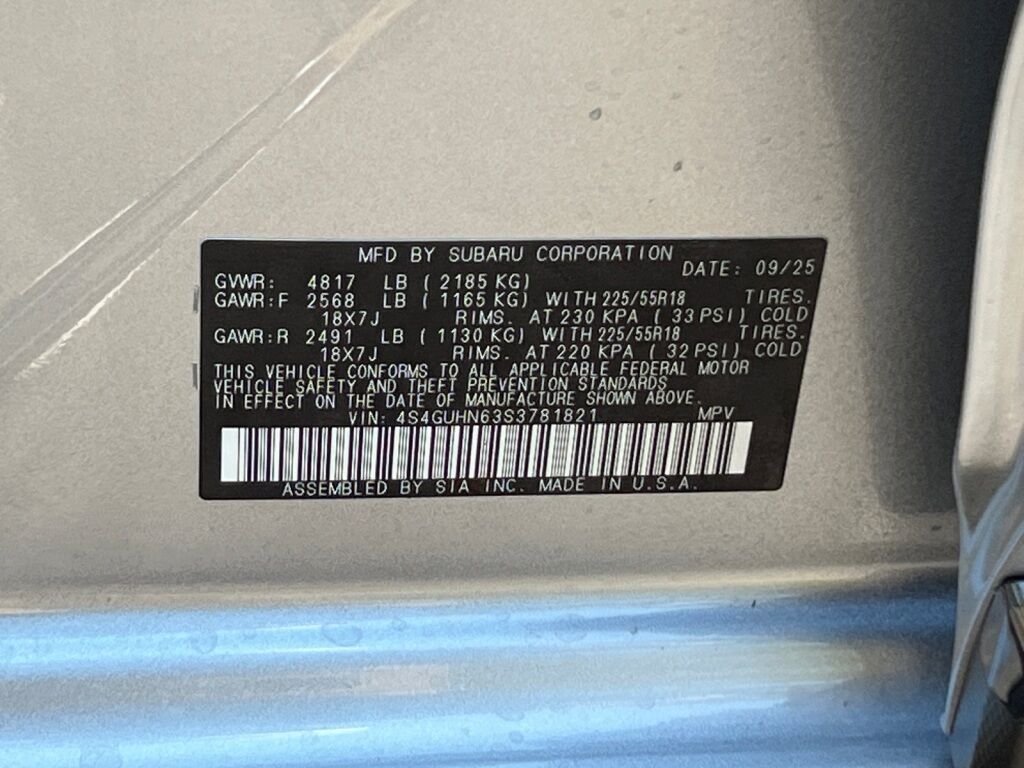 MFD BY SUBARU CORPORATION
DATE: 09/25
GVWR: 4817 LB ( 2185 KG)
GAWR:F 2568 LB ( 1165 KG) WITH 225/55R18 TIRES.
18X7J RIMS. AT 230 KPA ( 33 PSI) COLD
GAWR:R 2491 LB ( 1130 KG) WITH 225/55R18 TIRES.
18X7J RIMS. AT 220 KPA ( 32 PSI) COLD
THIS VEHICLE CONFORMS TO ALL APPLICABLE FEDERAL MOTOR
VEHICLE SAFETY AND THEFT PREVENTION STANDARDS
IN EFFECT ON THE DATE OF MANUFACTURE SHOWN ABOVE.
VIN: 4S4GUHN63S3781821 MPV
ASSEMBLED BY SIA INC. MADE IN U.S.A.